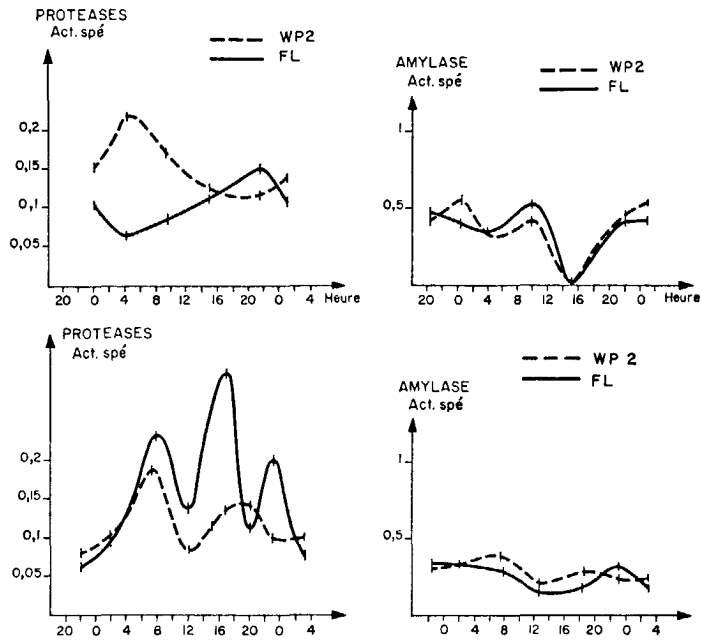 PROTEASES
Act. spé
WP2
FL
0,2
0,15
0,1
0,05
20 0 4 8 12 16 20 0 4 Heure
AMYLASE
Act. spé
WP2
FL
1
0,5
20 0 4 8 12 16 20 0 4 Heure
PROTEASES
Act. spé
0,2
0,15
0,1
0,05
20 0 4 8 12 16 20 0 4
WP 2
FL
AMYLASE
Act. spé
1
0,5
20 0 4 8 12 16 20 0 4